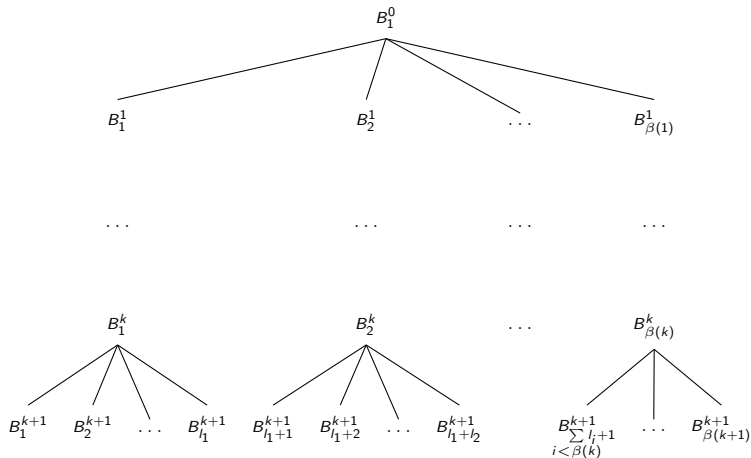 B_1^0
B_1^1 B_2^1 ... B_{β(1)}^1
... ... ... ...
B_1^k B_2^k ... B_{β(k)}^k
B_1^{k+1} B_2^{k+1} ... B_{l_1}^{k+1} B_{l_1+1}^{k+1} B_{l_1+2}^{k+1} ... B_{l_1+l_2}^{k+1} B_{\sum_{i<β(k)} l_i+1}^{k+1} ... B_{β(k+1)}^{k+1}